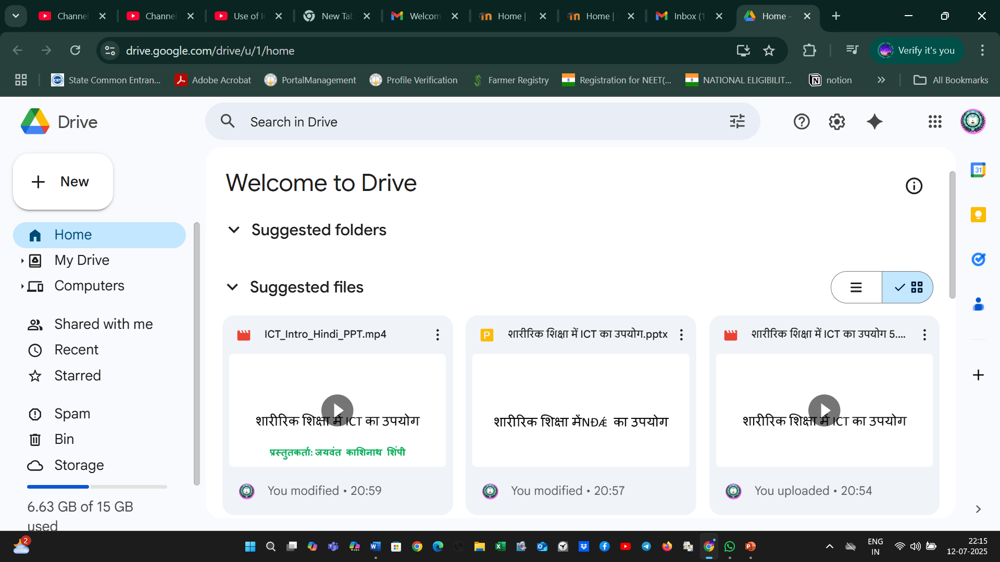 Channel
Channel
Use of I
New Tab
Welcom
Home |
Home |
Inbox (1
Home -
drive.google.com/drive/u/1/home
Verify it's you
State Common Entran...
Adobe Acrobat
PortalManagement
Profile Verification
Farmer Registry
Registration for NEET(...
NATIONAL ELIGIBILIT...
notion
All Bookmarks
Drive
Search in Drive
New
Welcome to Drive
Home
Suggested folders
My Drive
Computers
Suggested files
Shared with me
ICT_Intro_Hindi_PPT.mp4
शारीरिक शिक्षा में ICT का उपयोग.pptx
शारीरिक शिक्षा में ICT का उपयोग 5....
Recent
Starred
Spam
शारीरिक शिक्षा में ICT का उपयोग
शारीरिक शिक्षा मेंNÐǼ का उपयोग
शारीरिक शिक्षा में ICT का उपयोग
Bin
प्रस्तुतकर्ता: जयवंत काशिनाथ शिंपी
Storage
You modified • 20:59
You modified • 20:57
You uploaded • 20:54
6.63 GB of 15 GB
used
2
ENG
IN
22:15
12-07-2025